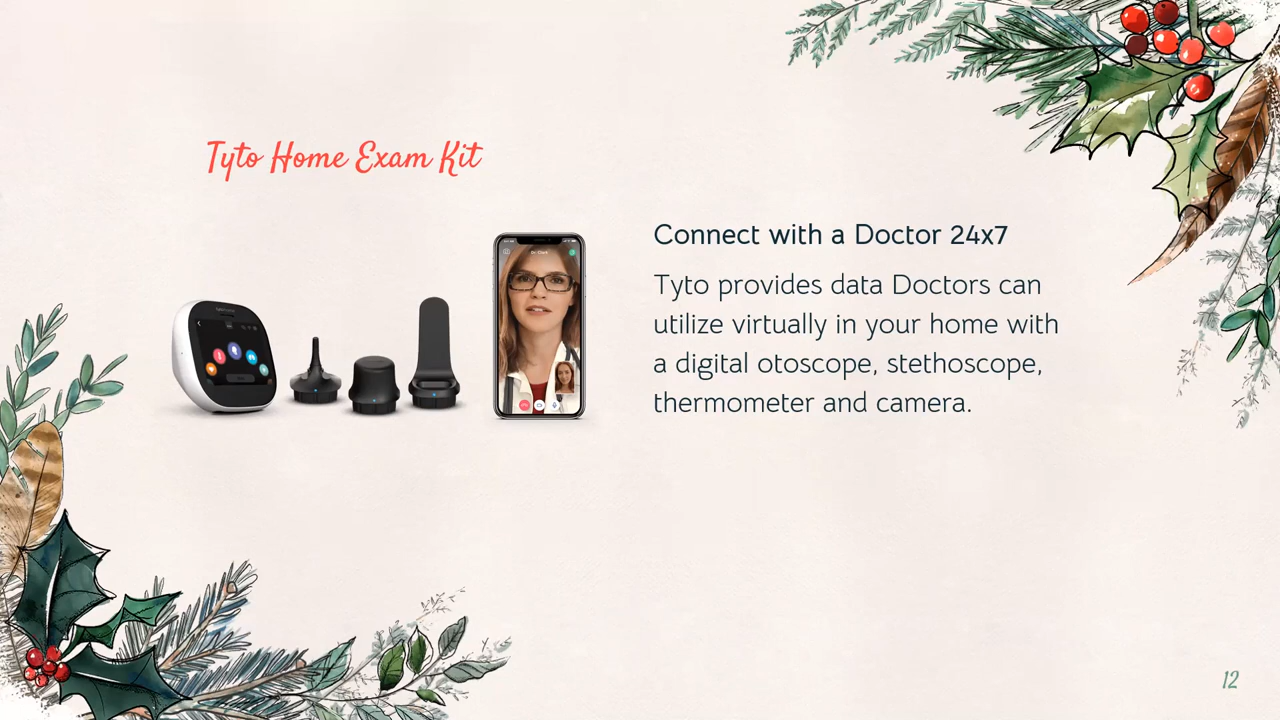 Tyto Home Exam Kit
Connect with a Doctor 24x7
Tyto provides data Doctors can
utilize virtually in your home with
a digital otoscope, stethoscope,
thermometer and camera.
12